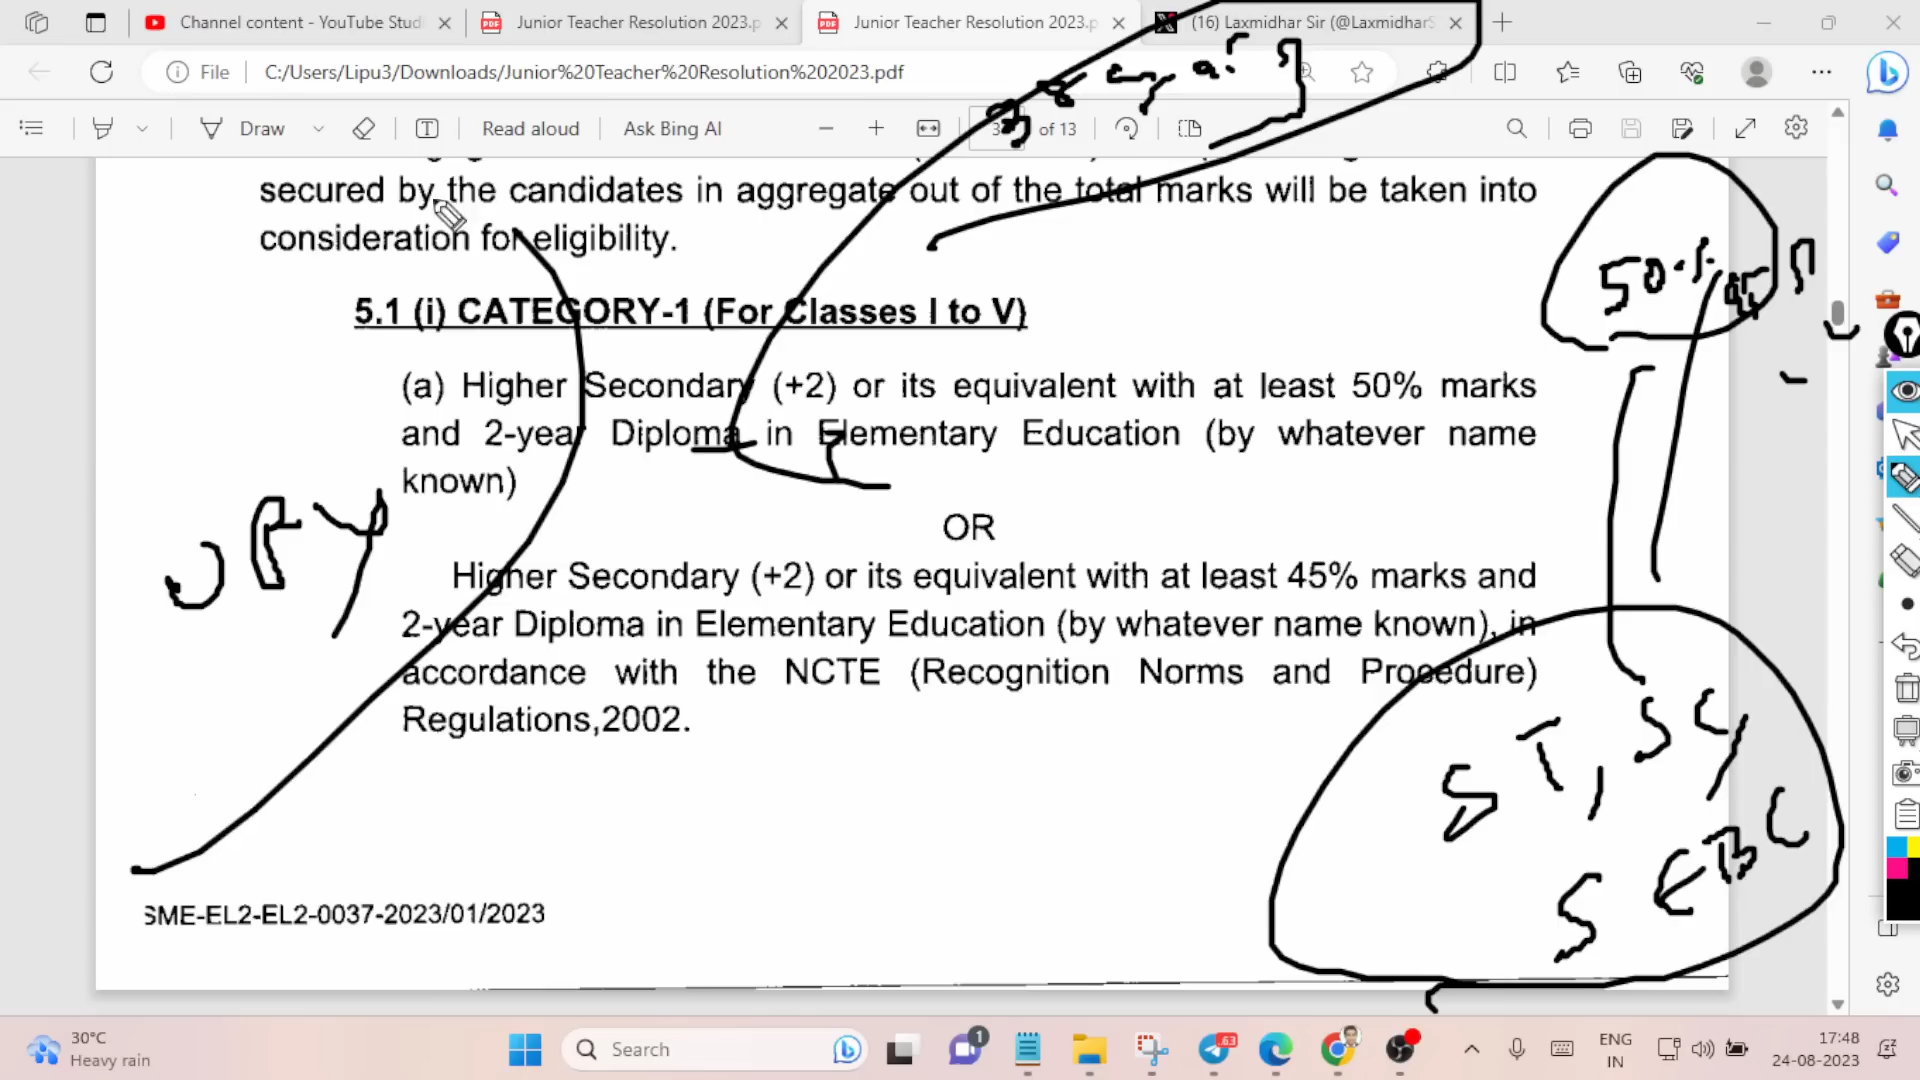 Channel content - YouTube Stud
Junior Teacher Resolution 2023.p
Junior Teacher Resolution 2023.p
(16) Laxmidhar Sir (@LaxmidharS
File
C:/Users/Lipu3/Downloads/Junior%20Teacher%20Resolution%202023.pdf
Draw
Read aloud
Ask Bing AI
3
of 13
secured by the candidates in aggregate out of the total marks will be taken into
consideration for eligibility.
50%
5.1 (i) CATEGORY-1 (For Classes I to V)
(a) Higher Secondary (+2) or its equivalent with at least 50% marks
and 2-year Diploma in Elementary Education (by whatever name
known)
OR
Higher Secondary (+2) or its equivalent with at least 45% marks and
2-year Diploma in Elementary Education (by whatever name known), in
accordance with the NCTE (Recognition Norms and Procedure)
Regulations,2002.
ST, SC,
SEBC
SME-EL2-EL2-0037-2023/01/2023
30°C
Heavy rain
Search
1
63
ENG
IN
17:48
24-08-2023